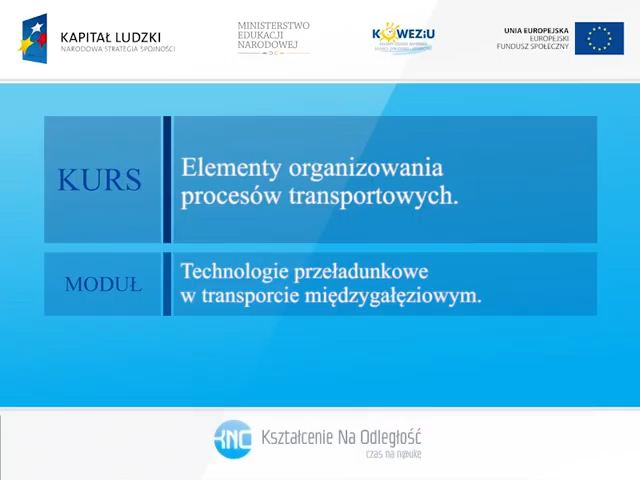 KAPITAŁ LUDZKI
NARODOWA STRATEGIA SPÓJNOŚCI
MINISTERSTWO
EDUKACJI
NARODOWEJ
KOWEZiU
UNIA EUROPEJSKA
EUROPEJSKI
FUNDUSZ SPOŁECZNY
KURS
Elementy organizowania
procesów transportowych.
MODUŁ
Technologie przeładunkowe
w transporcie międzygałęziowym.
KNO Kształcenie Na Odległość
czas na naukę